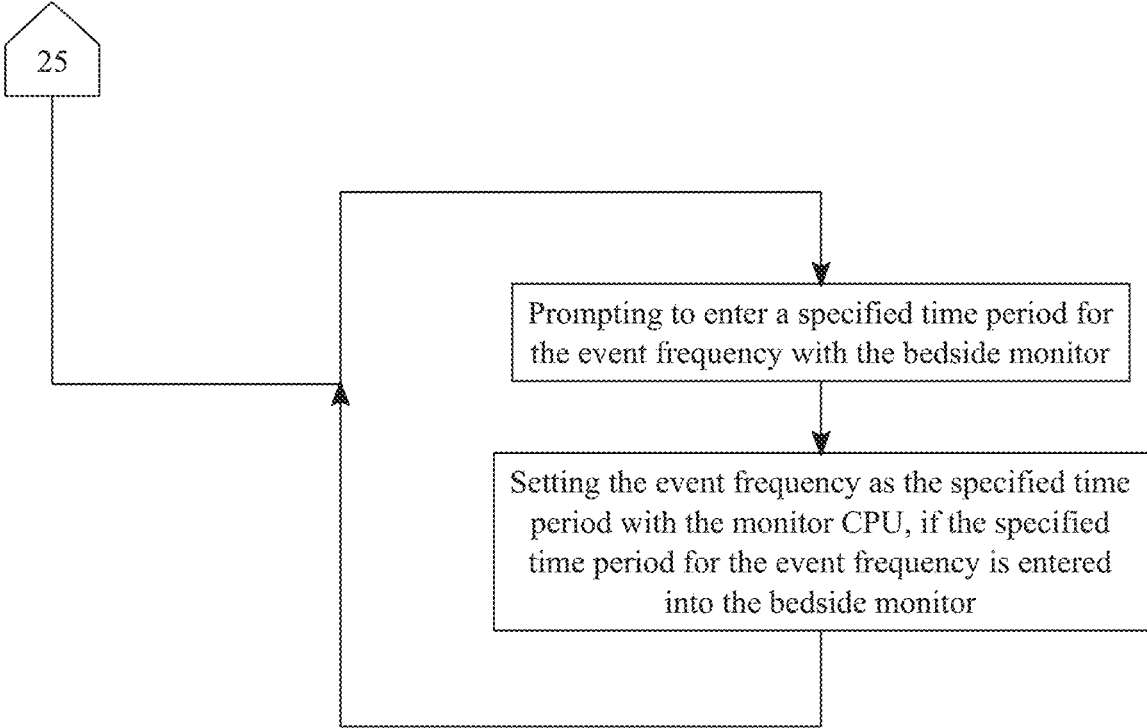 25
Prompting to enter a specified time period for
the event frequency with the bedside monitor
Setting the event frequency as the specified time
period with the monitor CPU, if the specified
time period for the event frequency is entered
into the bedside monitor